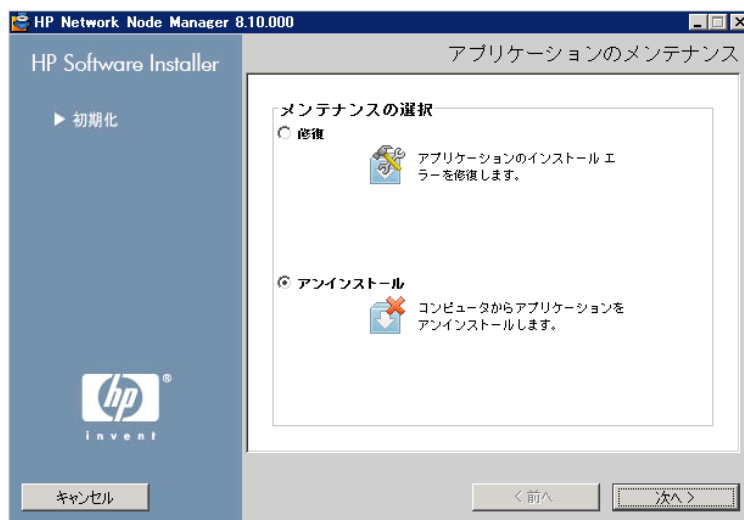 HP Network Node Manager 8.10.000
HP Software Installer
アプリケーションのメンテナンス
▶ 初期化
メンテナンスの選択
修復
アプリケーションのインストール エ
ラーを修復します。
アンインストール
コンピュータからアプリケーションを
アンインストールします。
hp
®
invent
キャンセル
< 前へ
次へ >